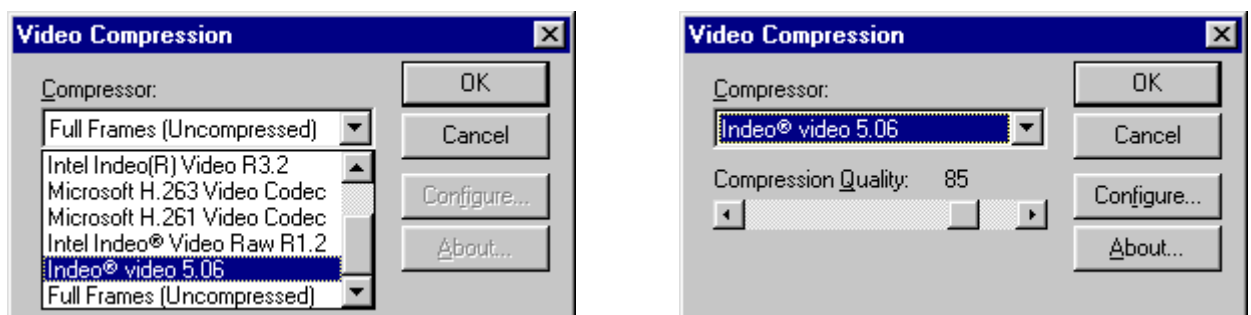 Video Compression
Compressor:
Full Frames (Uncompressed)
Intel Indeo(R) Video R3.2
Microsoft H.263 Video Codec
Microsoft H.261 Video Codec
Intel Indeo® Video Raw R1.2
Indeo® video 5.06
Full Frames (Uncompressed)
OK
Cancel
Configure...
About...
Video Compression
Compressor:
Indeo® video 5.06
Compression Quality: 85
OK
Cancel
Configure...
About...